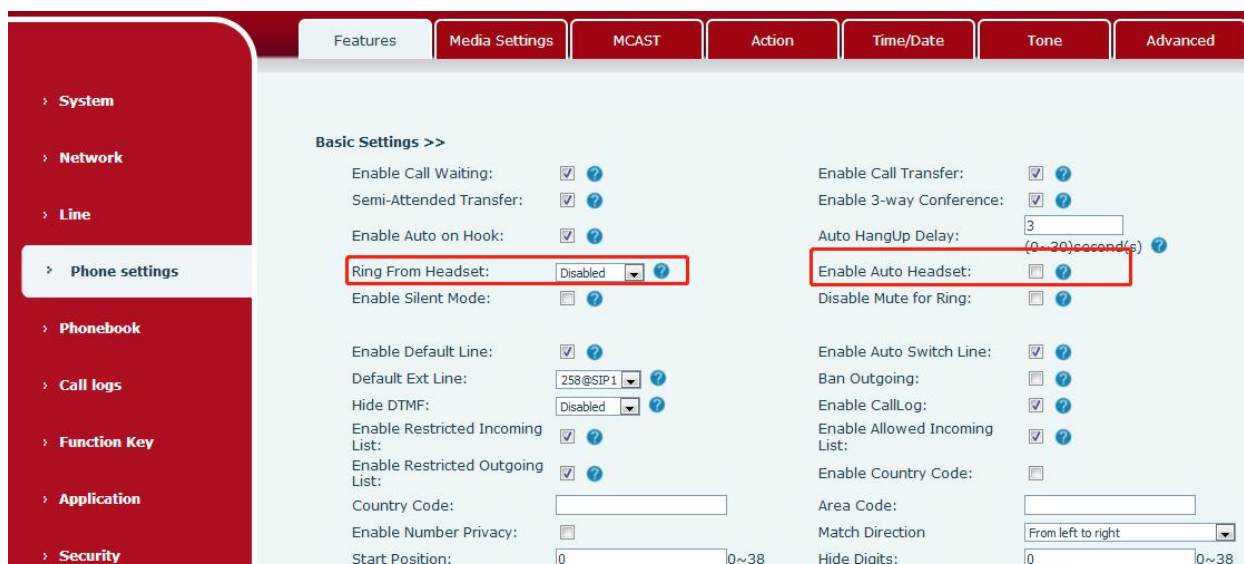 Features Media Settings MCAST Action Time/Date Tone Advanced
› System
› Network
› Line
› Phone settings
› Phonebook
› Call logs
› Function Key
› Application
› Security
Basic Settings >>
Enable Call Waiting: ? Enable Call Transfer: ?
Semi-Attended Transfer: ? Enable 3-way Conference: ?
Enable Auto on Hook: ? Auto HangUp Delay: 3
(0~30)second(s) ?
Ring From Headset: Disabled ? Enable Auto Headset: ?
Enable Silent Mode: ? Disable Mute for Ring: ?
Enable Default Line: ? Enable Auto Switch Line: ?
Default Ext Line: 258@SIP1 ? Ban Outgoing: ?
Hide DTMF: Disabled ? Enable CallLog: ?
Enable Restricted Incoming List: ? Enable Allowed Incoming List: ?
Enable Restricted Outgoing List: ? Enable Country Code:
Country Code: Area Code:
Enable Number Privacy: Match Direction From left to right
Start Position: 0 0~38 Hide Digits: 0 0~38